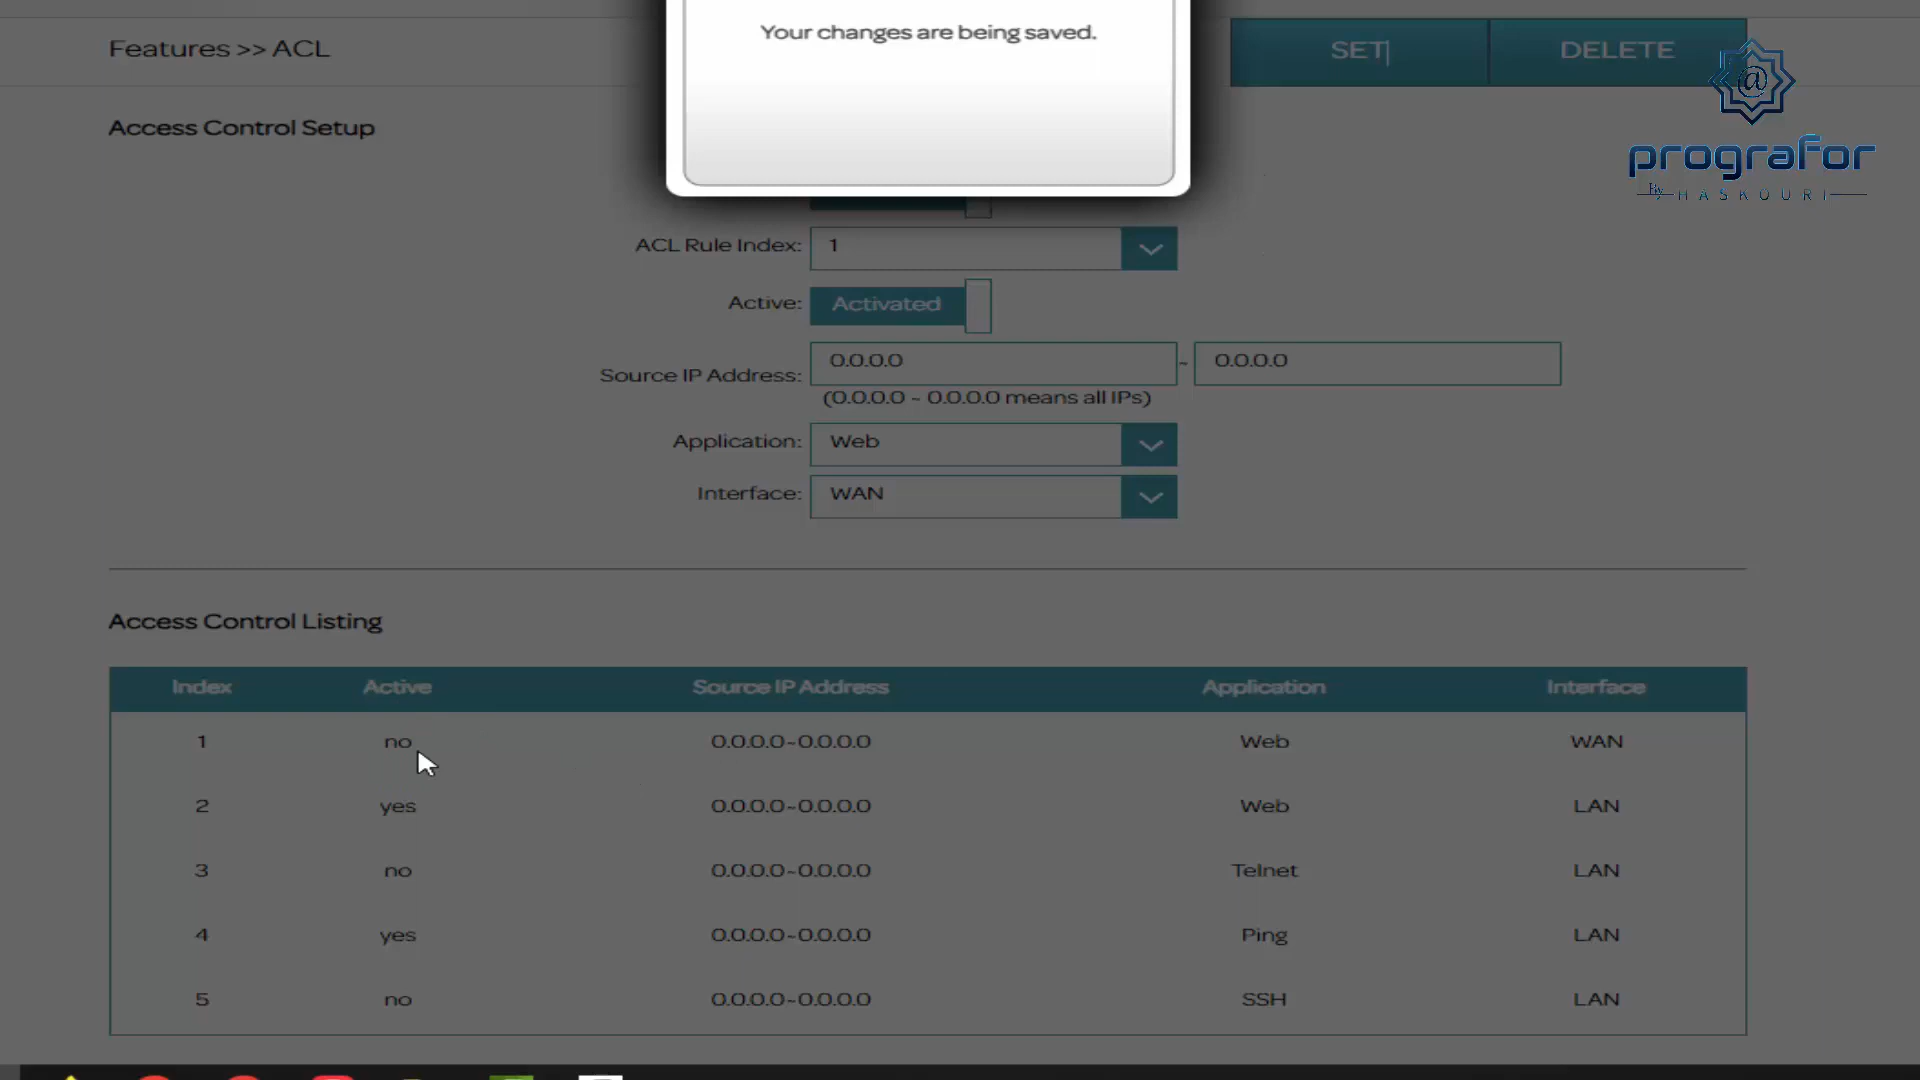 Your changes are being saved.
Features >> ACL
SET
DELETE
@
Access Control Setup
prografor
By HASKOURI
ACL Rule Index: 1
Active: Activated
Source IP Address: 0.0.0.0 ~ 0.0.0.0
(0.0.0.0 ~ 0.0.0.0 means all IPs)
Application: Web
Interface: WAN
Access Control Listing
Index Active Source IP Address Application Interface
1 no 0.0.0.0~0.0.0.0 Web WAN
2 yes 0.0.0.0~0.0.0.0 Web LAN
3 no 0.0.0.0~0.0.0.0 Telnet LAN
4 yes 0.0.0.0~0.0.0.0 Ping LAN
5 no 0.0.0.0~0.0.0.0 SSH LAN